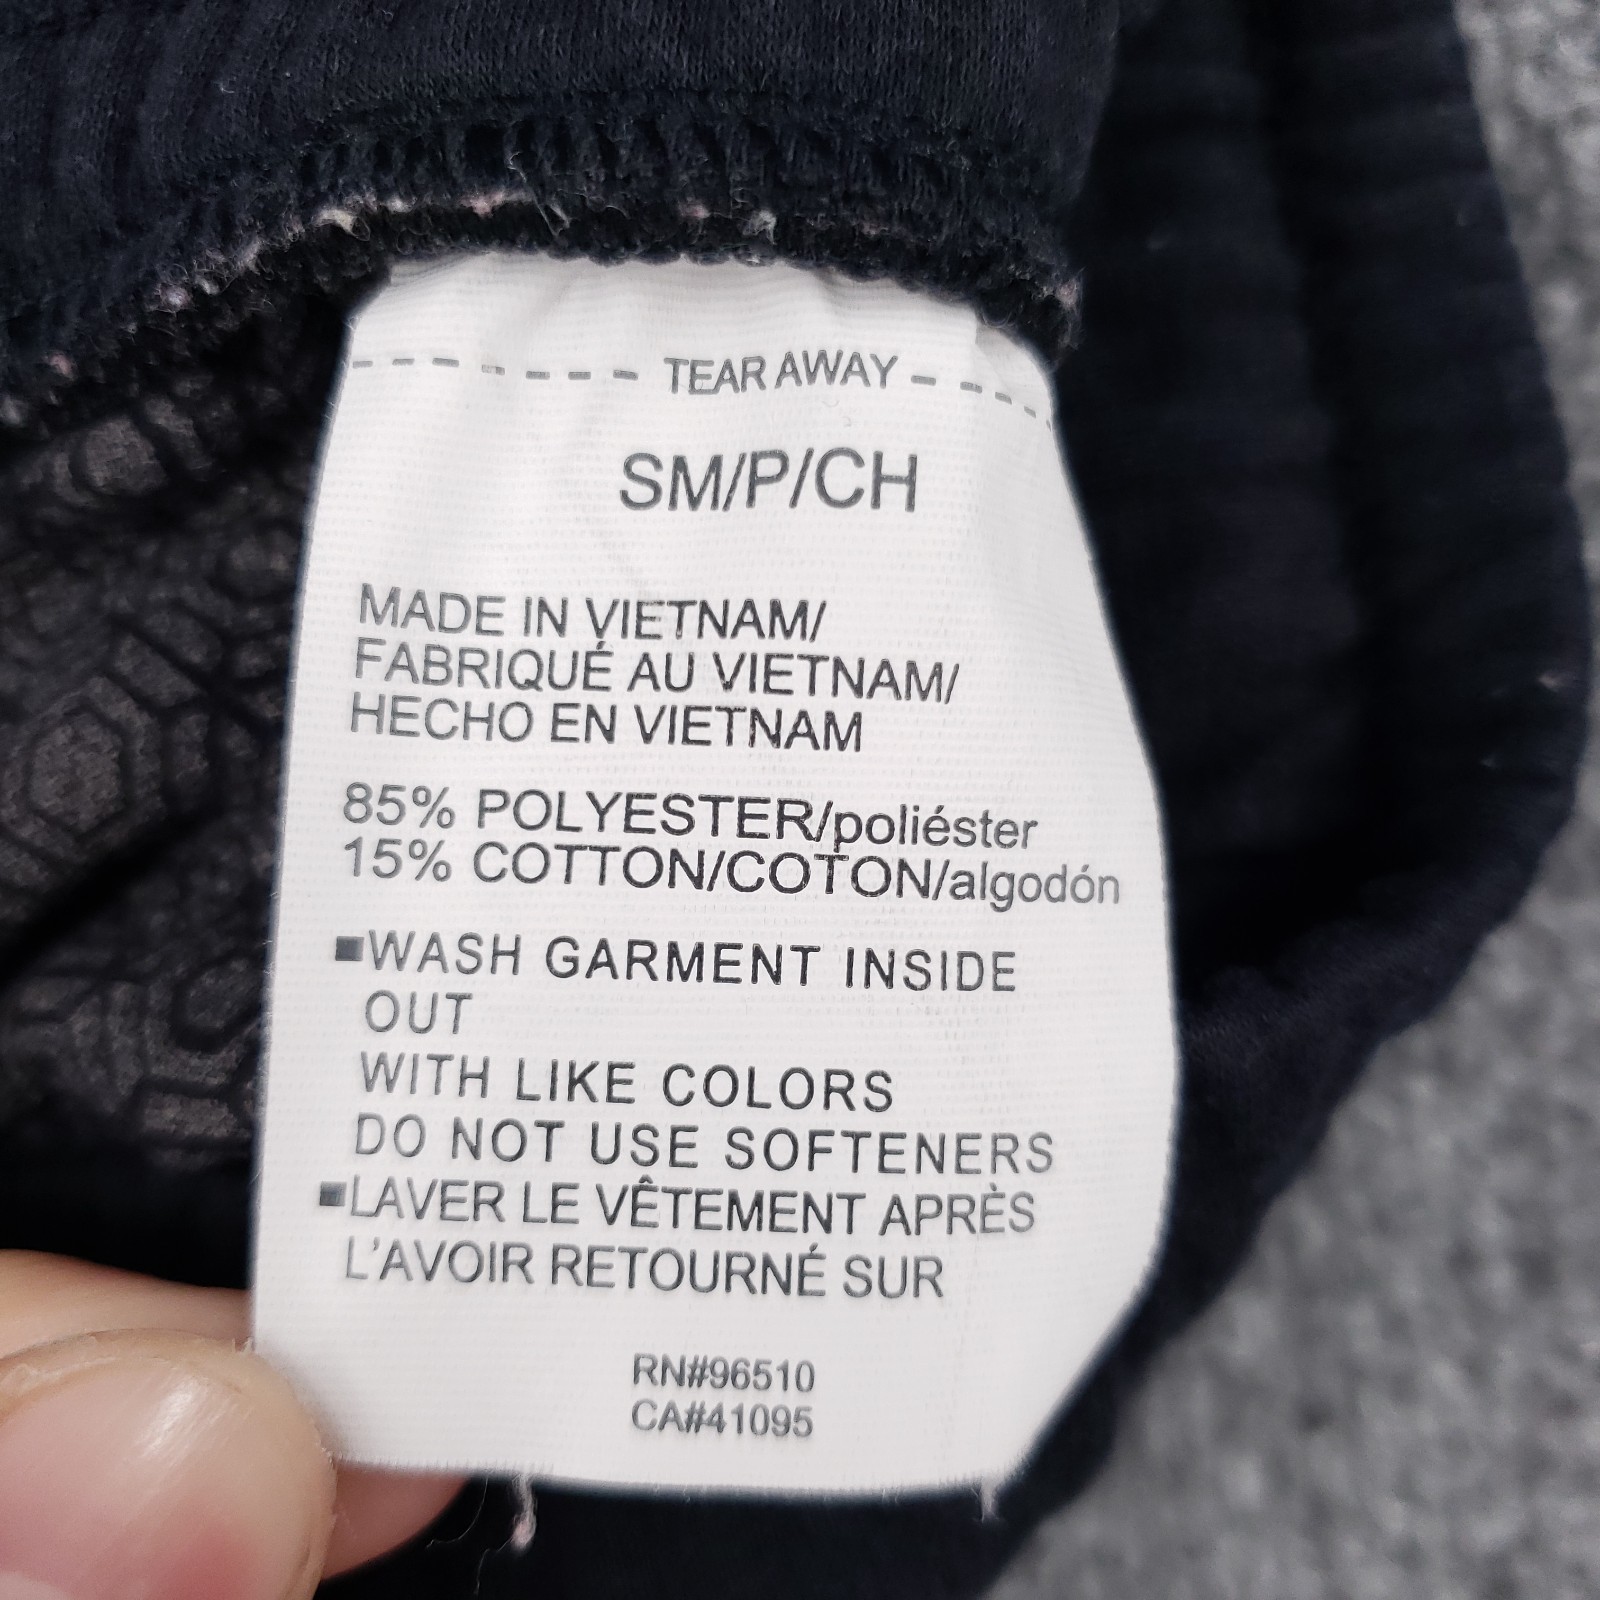 TEAR AWAY
SM/P/CH
MADE IN VIETNAM/
FABRIQUÉ AU VIETNAM/
HECHO EN VIETNAM
85% POLYESTER/poliéster
15% COTTON/COTON/algodón
■WASH GARMENT INSIDE
OUT
WITH LIKE COLORS
DO NOT USE SOFTENERS
■LAVER LE VÊTEMENT APRÈS
L'AVOIR RETOURNÉ SUR
RN#96510
CA#41095